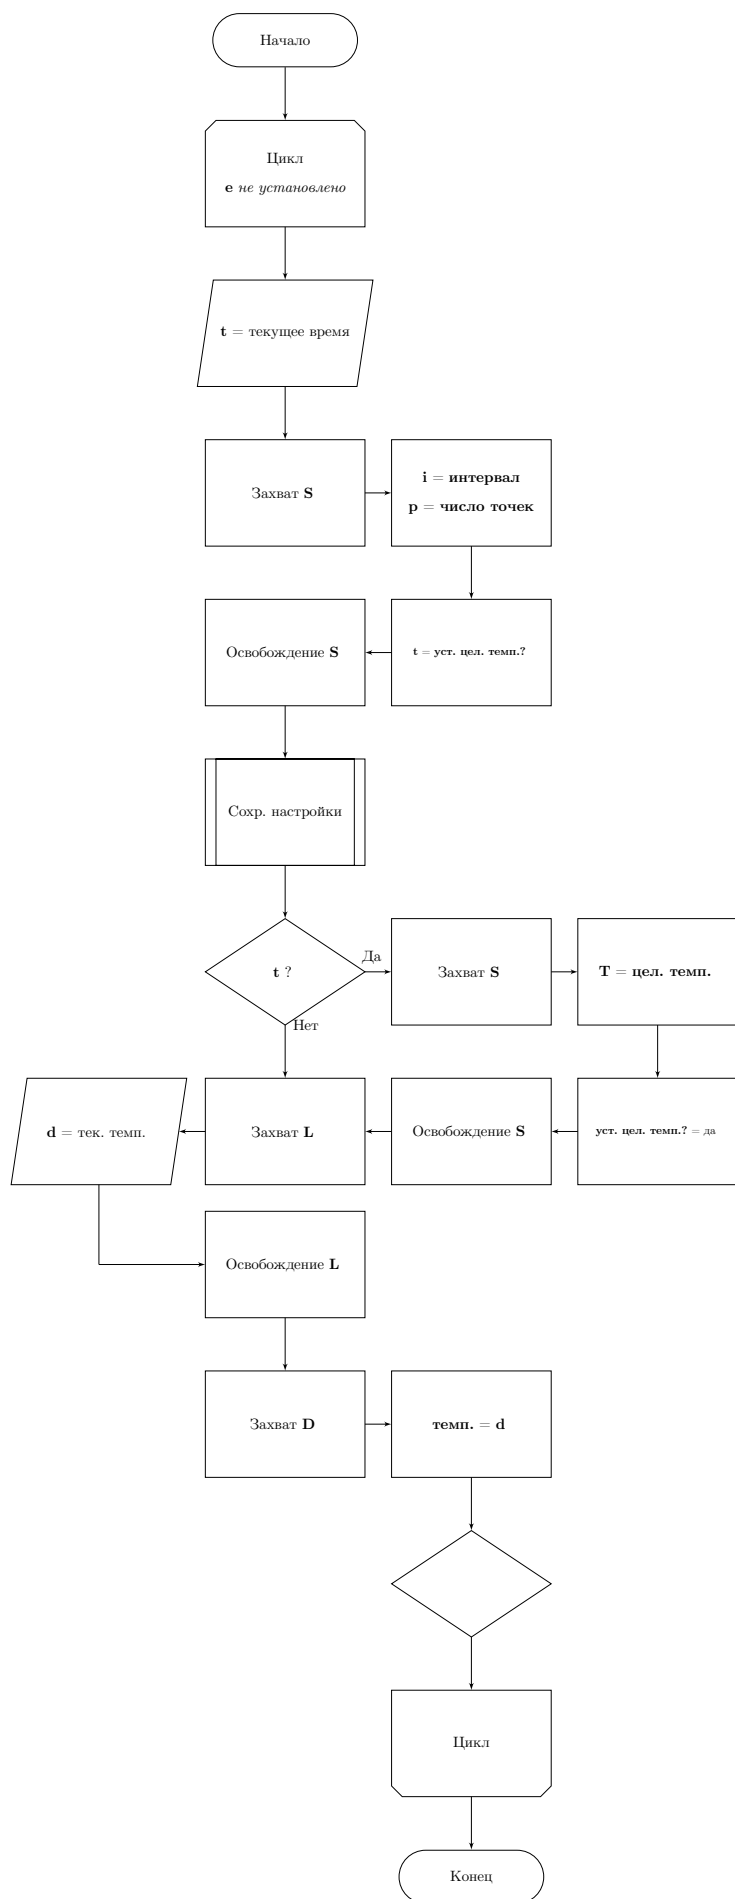 Начало
Цикл
e не установлено
t = текущее время
Захват S
i = интервал
p = число точек
Освобождение S
t = уст. цел. темп.?
Сохр. настройки
t ?
Да
Захват S
T = цел. темп.
Нет
d = тек. темп.
Захват L
Освобождение S
уст. цел. темп.? = да
Освобождение L
Захват D
темп. = d
Цикл
Конец